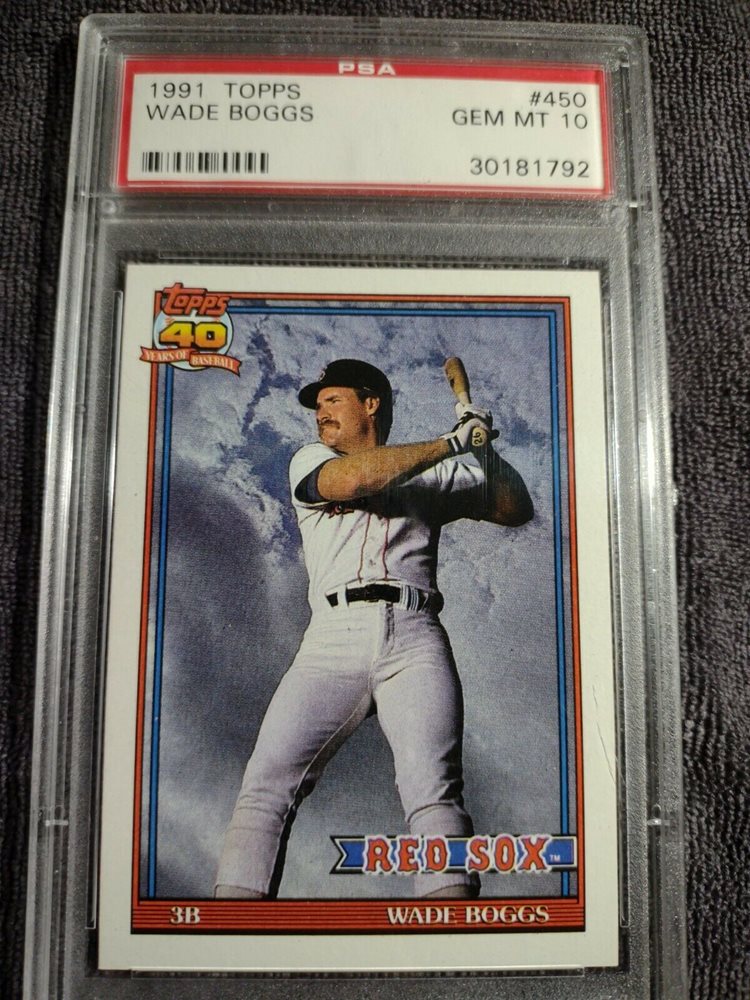 PSA
1991 TOPPS
#450
WADE BOGGS
GEM MT 10
30181792
Topps
40
YEARS OF BASEBALL
RED SOX™
3B
WADE BOGGS